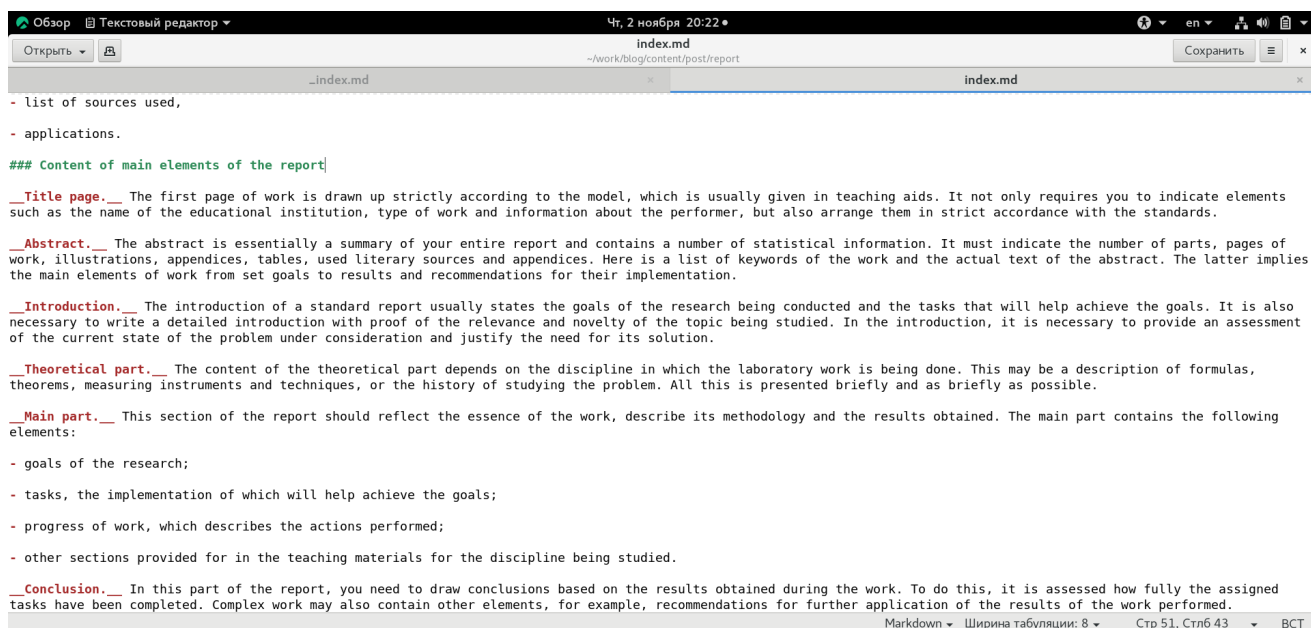 Обзор Текстовый редактор Чт, 2 ноября 20:22 en
Открыть index.md Сохранить
~/work/blog/content/post/report
_index.md index.md
- list of sources used,
- applications.
### Content of main elements of the report
__Title page.__ The first page of work is drawn up strictly according to the model, which is usually given in teaching aids. It not only requires you to indicate elements
such as the name of the educational institution, type of work and information about the performer, but also arrange them in strict accordance with the standards.
__Abstract.__ The abstract is essentially a summary of your entire report and contains a number of statistical information. It must indicate the number of parts, pages of
work, illustrations, appendices, tables, used literary sources and appendices. Here is a list of keywords of the work and the actual text of the abstract. The latter implies
the main elements of work from set goals to results and recommendations for their implementation.
__Introduction.__ The introduction of a standard report usually states the goals of the research being conducted and the tasks that will help achieve the goals. It is also
necessary to write a detailed introduction with proof of the relevance and novelty of the topic being studied. In the introduction, it is necessary to provide an assessment
of the current state of the problem under consideration and justify the need for its solution.
__Theoretical part.__ The content of the theoretical part depends on the discipline in which the laboratory work is being done. This may be a description of formulas,
theorems, measuring instruments and techniques, or the history of studying the problem. All this is presented briefly and as briefly as possible.
__Main part.__ This section of the report should reflect the essence of the work, describe its methodology and the results obtained. The main part contains the following
elements:
- goals of the research;
- tasks, the implementation of which will help achieve the goals;
- progress of work, which describes the actions performed;
- other sections provided for in the teaching materials for the discipline being studied.
__Conclusion.__ In this part of the report, you need to draw conclusions based on the results obtained during the work. To do this, it is assessed how fully the assigned
tasks have been completed. Complex work may also contain other elements, for example, recommendations for further application of the results of the work performed.
Markdown Ширина табуляции: 8 Стр 51, Стлб 43 ВСТ